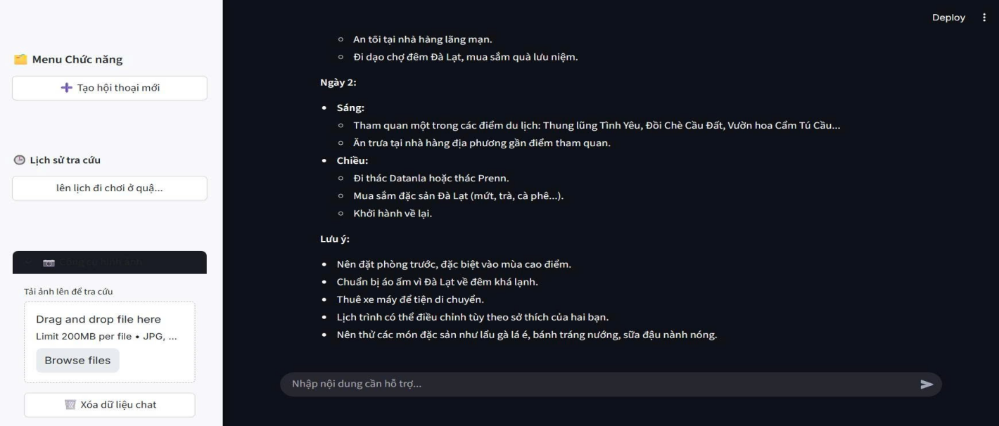 Menu Chức năng
Tạo hội thoại mới
Lịch sử tra cứu
lên lịch đi chơi ở quậ...
Công cụ hình ảnh
Tải ảnh lên để tra cứu
Drag and drop file here
Limit 200MB per file • JPG, ...
Browse files
Xóa dữ liệu chat
Deploy
Ăn tối tại nhà hàng lãng mạn.
Đi dạo chợ đêm Đà Lạt, mua sắm quà lưu niệm.
Ngày 2:
Sáng:
Tham quan một trong các điểm du lịch: Thung lũng Tình Yêu, Đồi Chè Cầu Đất, Vườn hoa Cẩm Tú Cầu...
Ăn trưa tại nhà hàng địa phương gần điểm tham quan.
Chiều:
Đi thác Datanla hoặc thác Prenn.
Mua sắm đặc sản Đà Lạt (mứt, trà, cà phê...).
Khởi hành về lại.
Lưu ý:
Nên đặt phòng trước, đặc biệt vào mùa cao điểm.
Chuẩn bị áo ấm vì Đà Lạt về đêm khá lạnh.
Thuê xe máy để tiện di chuyển.
Lịch trình có thể điều chỉnh tùy theo sở thích của hai bạn.
Nên thử các món đặc sản như lẩu gà lá é, bánh tráng nướng, sữa đậu nành nóng.
Nhập nội dung cần hỗ trợ...